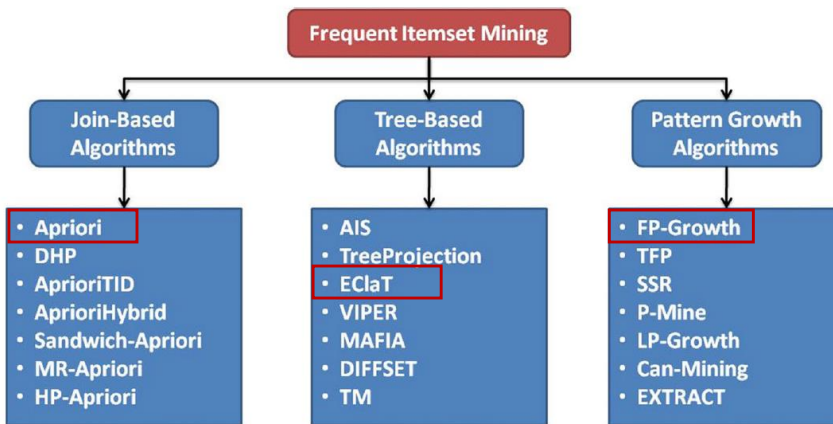 Frequent Itemset Mining
Join-Based
Algorithms
Tree-Based
Algorithms
Pattern Growth
Algorithms
• Apriori
• DHP
• AprioriTID
• AprioriHybrid
• Sandwich-Apriori
• MR-Apriori
• HP-Apriori
• AIS
• TreeProjection
• EClaT
• VIPER
• MAFIA
• DIFFSET
• TM
• FP-Growth
• TFP
• SSR
• P-Mine
• LP-Growth
• Can-Mining
• EXTRACT